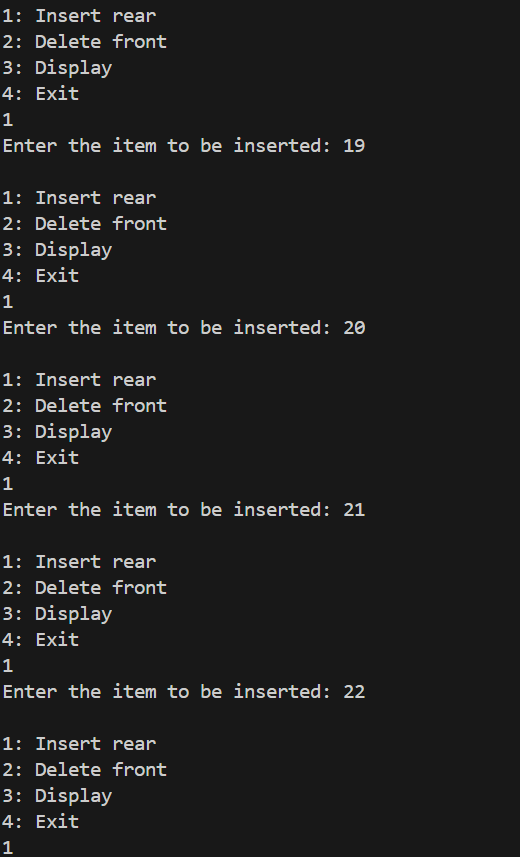 1: Insert rear
2: Delete front
3: Display
4: Exit
1
Enter the item to be inserted: 19
1: Insert rear
2: Delete front
3: Display
4: Exit
1
Enter the item to be inserted: 20
1: Insert rear
2: Delete front
3: Display
4: Exit
1
Enter the item to be inserted: 21
1: Insert rear
2: Delete front
3: Display
4: Exit
1
Enter the item to be inserted: 22
1: Insert rear
2: Delete front
3: Display
4: Exit
1